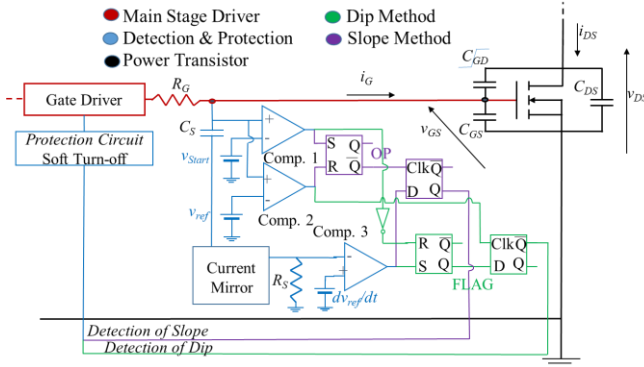 Main Stage Driver
Detection & Protection
Power Transistor
Dip Method
Slope Method
i_DS
C_GD
C_DS
v_DS
R_G
i_G
Gate Driver
C_S
v_GS
C_GS
Protection Circuit
Soft Turn-off
v_Start
Comp. 1
S Q
R Q̅
OP
Clk Q̅
D Q
v_ref
Comp. 2
Comp. 3
Current
Mirror
R_S
dv_ref/dt
R Q̅
S Q
FLAG
Clk Q̅
D Q
Detection of Slope
Detection of Dip